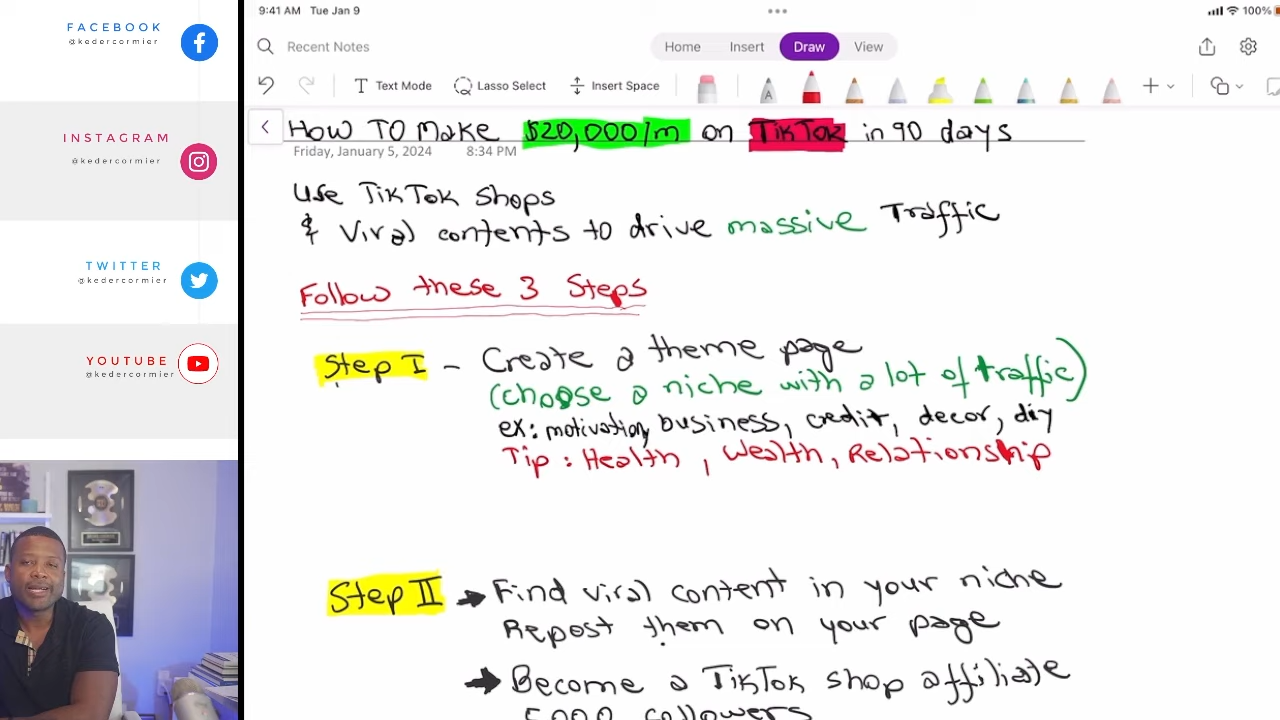 FACEBOOK
@kedercormier
INSTAGRAM
@kedercormier
TWITTER
@kedercormier
YOUTUBE
@kedercormier
9:41 AM Tue Jan 9
100%
Recent Notes
Home Insert Draw View
Text Mode Lasso Select Insert Space
A
How To Make $20,000/m on TikTok in 90 days
Friday, January 5, 2024 8:34 PM
Use TikTok shops
& Viral contents to drive massive Traffic
Follow these 3 Steps
Step I - Create a theme page
(choose a niche with a lot of traffic)
ex: motivation, business, credit, decor, diy
Tip: Health, Wealth, Relationship
Step II → Find viral content in your niche
Repost them on your page
→ Become a TikTok shop affiliate
5000 followers